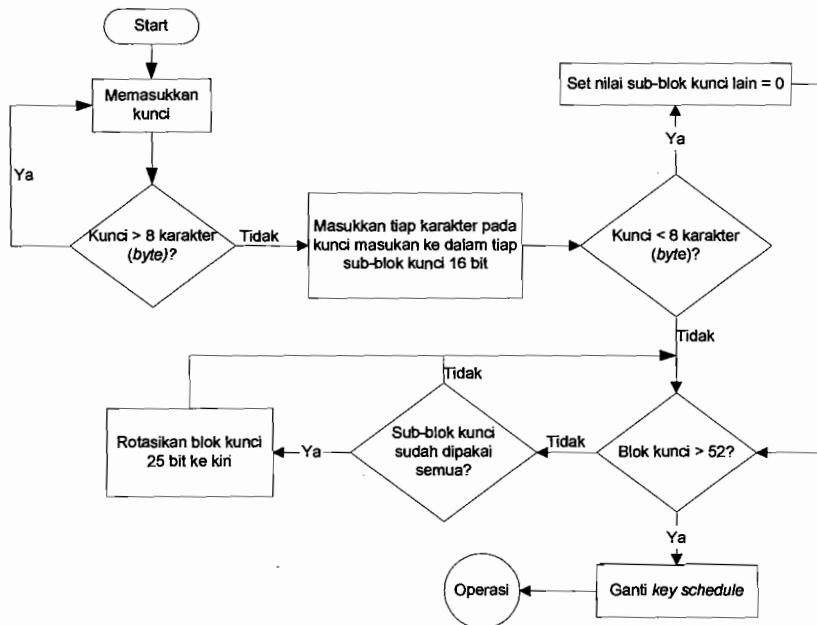 Start
Memasukkan
kunci
Ya
Kunci > 8 karakter
(byte)?
Tidak
Masukkan tiap karakter pada
kunci masukan ke dalam tiap
sub-blok kunci 16 bit
Kunci < 8 karakter
(byte)?
Ya
Set nilai sub-blok kunci lain = 0
Tidak
Blok kunci > 52?
Tidak
Sub-blok kunci
sudah dipakai
semua?
Tidak
Ya
Rotasikan blok kunci
25 bit ke kiri
Ya
Ganti key schedule
Operasi